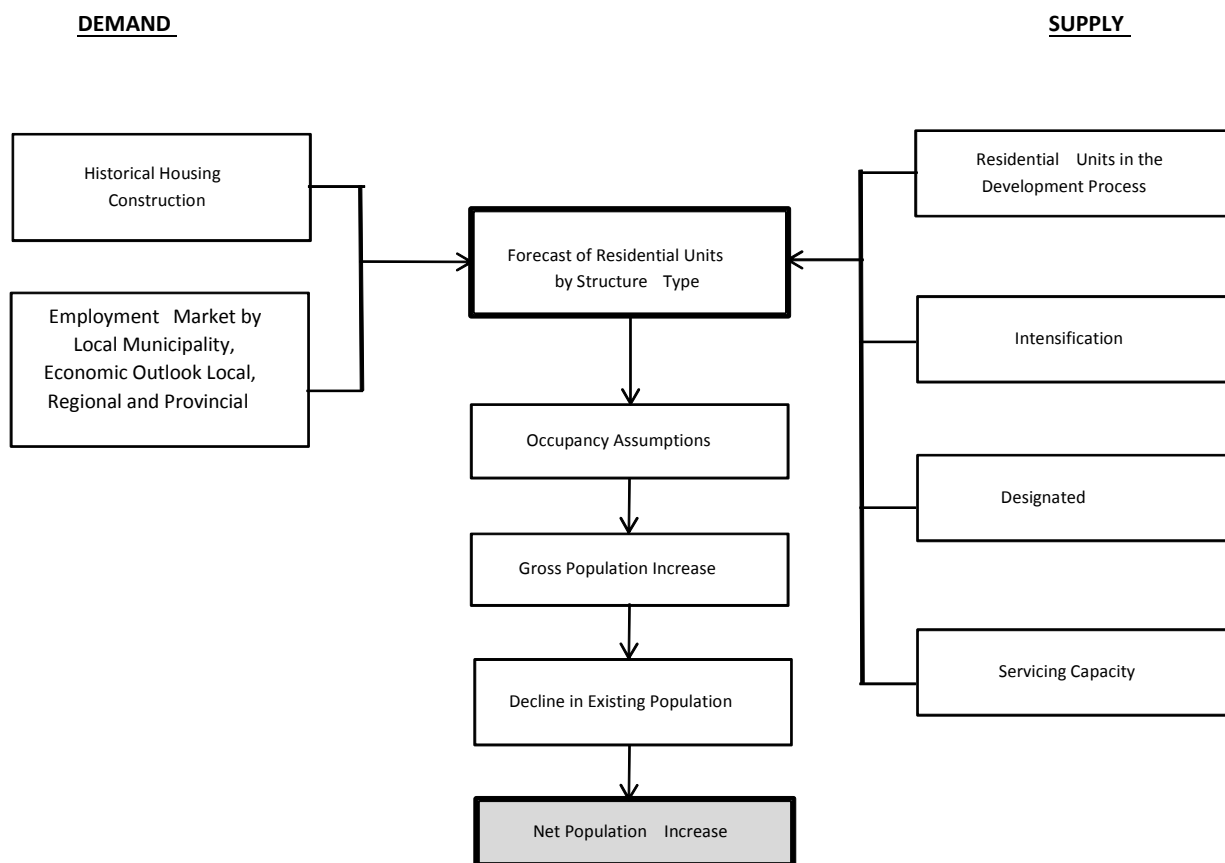 DEMAND
SUPPLY
Historical Housing
Construction
Employment Market by
Local Municipality,
Economic Outlook Local,
Regional and Provincial
Forecast of Residential Units
by Structure Type
Occupancy Assumptions
Gross Population Increase
Decline in Existing Population
Net Population Increase
Residential Units in the
Development Process
Intensification
Designated
Servicing Capacity